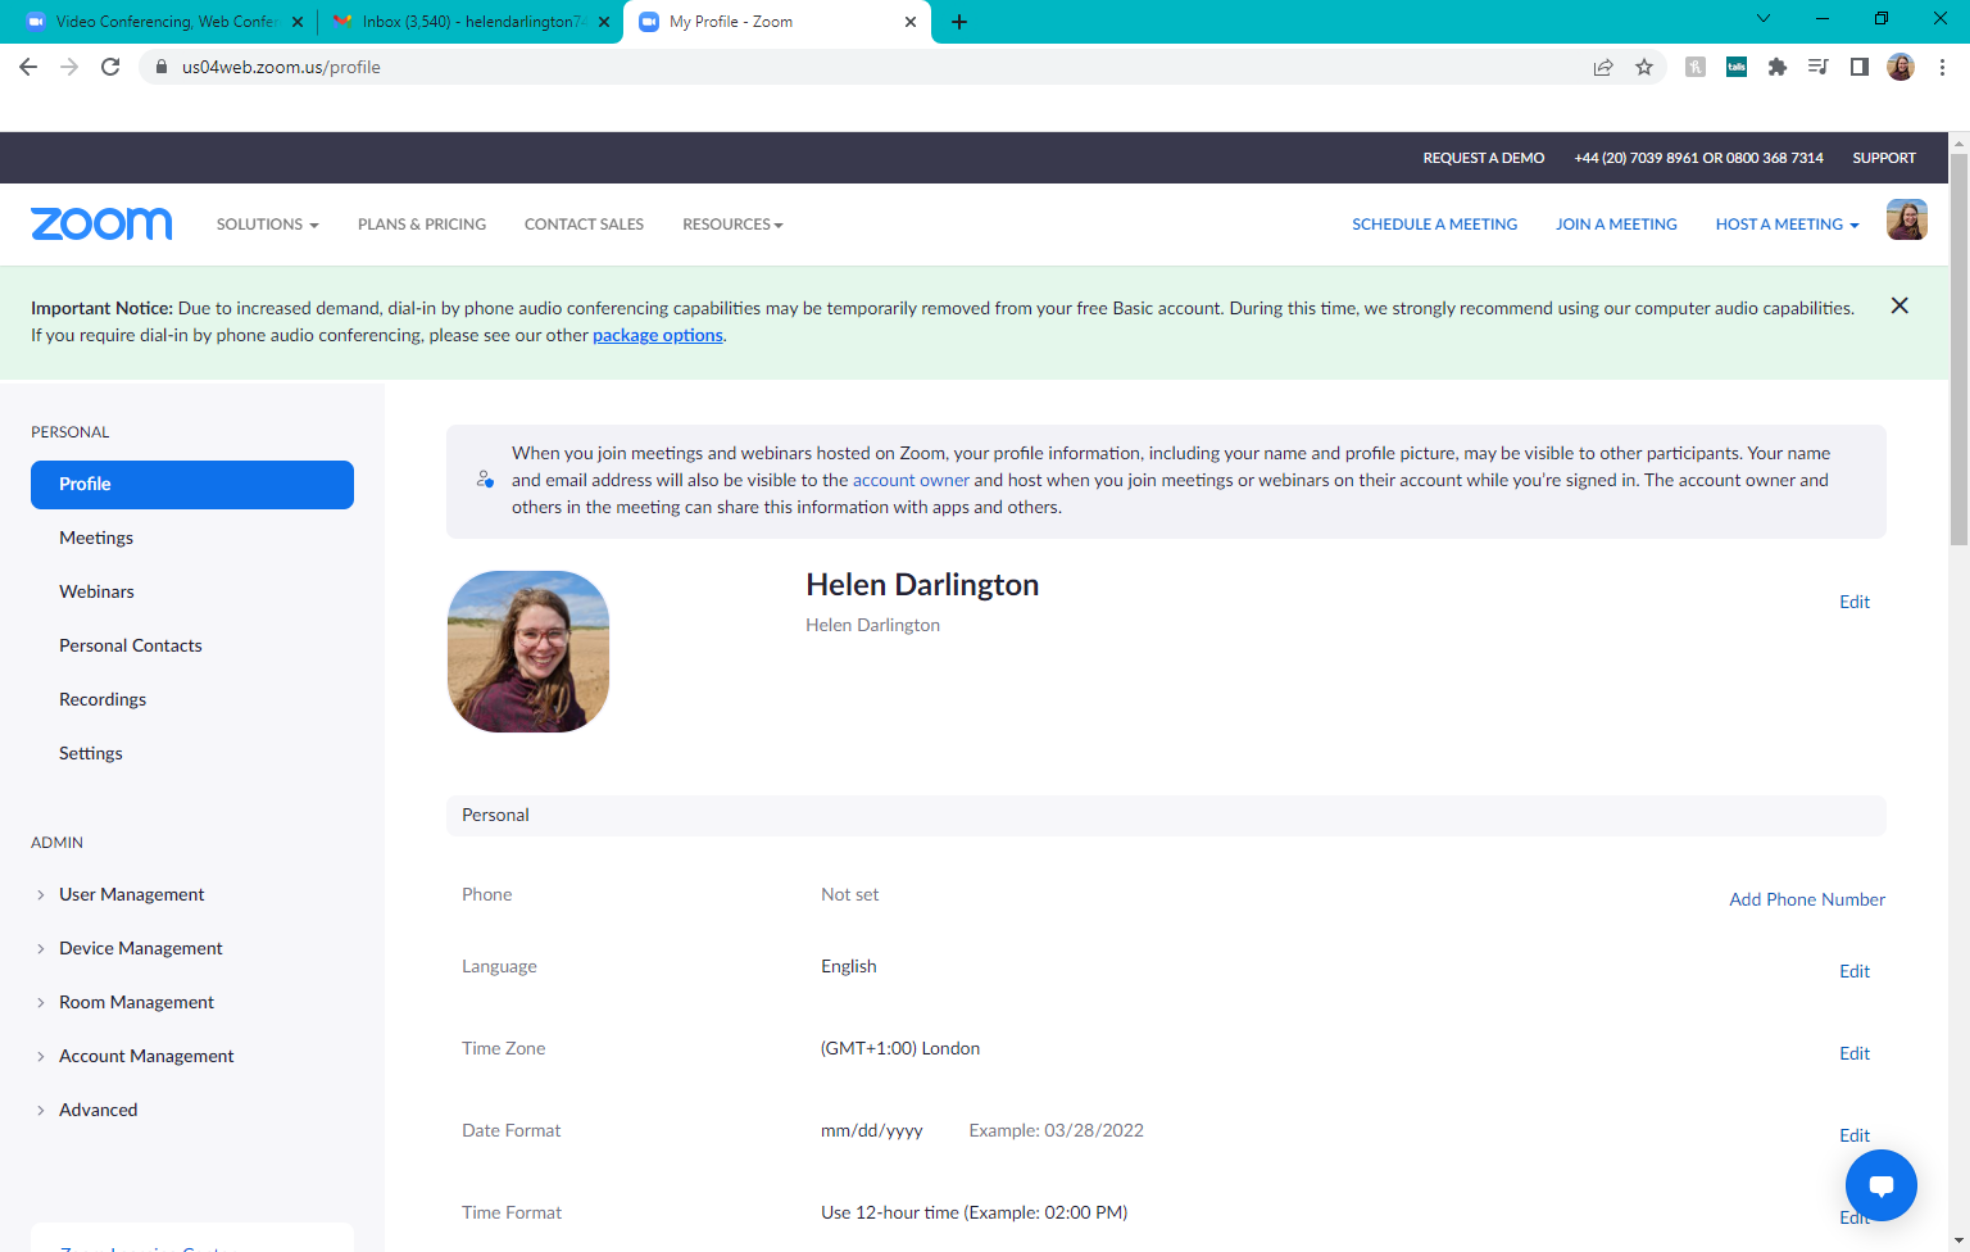 Video Conferencing, Web Confer
Inbox (3,540) - helendarlington74
My Profile - Zoom
us04web.zoom.us/profile
talis
REQUEST A DEMO +44 (20) 7039 8961 OR 0800 368 7314 SUPPORT
zoom SOLUTIONS PLANS & PRICING CONTACT SALES RESOURCES SCHEDULE A MEETING JOIN A MEETING HOST A MEETING
Important Notice: Due to increased demand, dial-in by phone audio conferencing capabilities may be temporarily removed from your free Basic account. During this time, we strongly recommend using our computer audio capabilities.
If you require dial-in by phone audio conferencing, please see our other package options.
PERSONAL
Profile
Meetings
Webinars
Personal Contacts
Recordings
Settings
ADMIN
User Management
Device Management
Room Management
Account Management
Advanced
When you join meetings and webinars hosted on Zoom, your profile information, including your name and profile picture, may be visible to other participants. Your name
and email address will also be visible to the account owner and host when you join meetings or webinars on their account while you're signed in. The account owner and
others in the meeting can share this information with apps and others.
Helen Darlington
Edit
Helen Darlington
Personal
Phone Not set Add Phone Number
Language English Edit
Time Zone (GMT+1:00) London Edit
Date Format mm/dd/yyyy Example: 03/28/2022 Edit
Time Format Use 12-hour time (Example: 02:00 PM) Edit